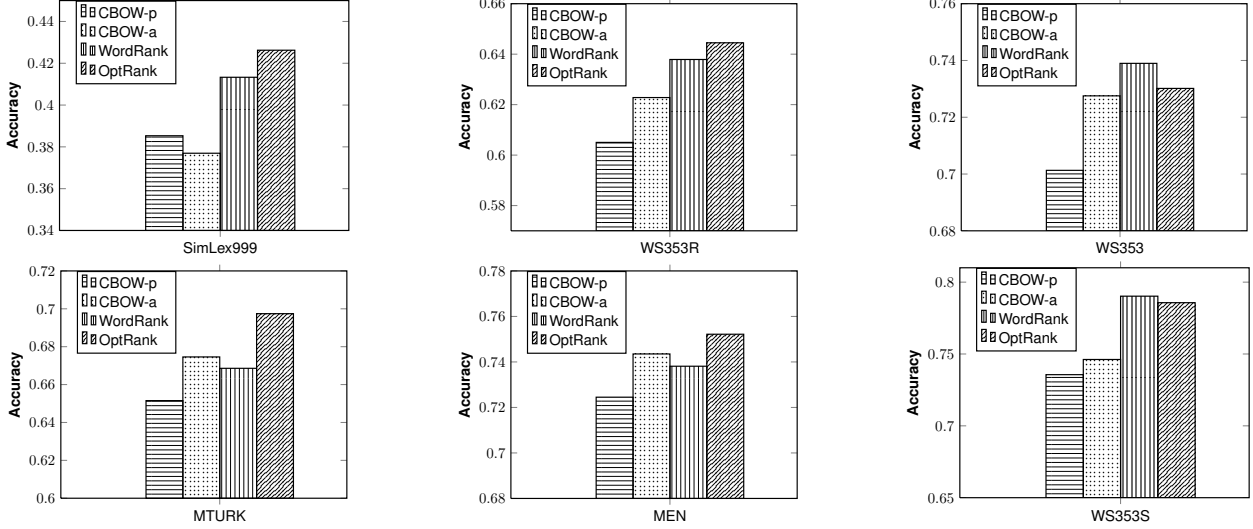 0.44
0.42
0.4
0.38
0.36
0.34
Accuracy
CBOW-p
CBOW-a
WordRank
OptRank
SimLex999
0.66
0.64
0.62
0.6
0.58
Accuracy
CBOW-p
CBOW-a
WordRank
OptRank
WS353R
0.76
0.74
0.72
0.7
0.68
Accuracy
CBOW-p
CBOW-a
WordRank
OptRank
WS353
0.72
0.7
0.68
0.66
0.64
0.62
0.6
Accuracy
CBOW-p
CBOW-a
WordRank
OptRank
MTURK
0.78
0.76
0.74
0.72
0.7
0.68
Accuracy
CBOW-p
CBOW-a
WordRank
OptRank
MEN
0.8
0.75
0.7
0.65
Accuracy
CBOW-p
CBOW-a
WordRank
OptRank
WS353S